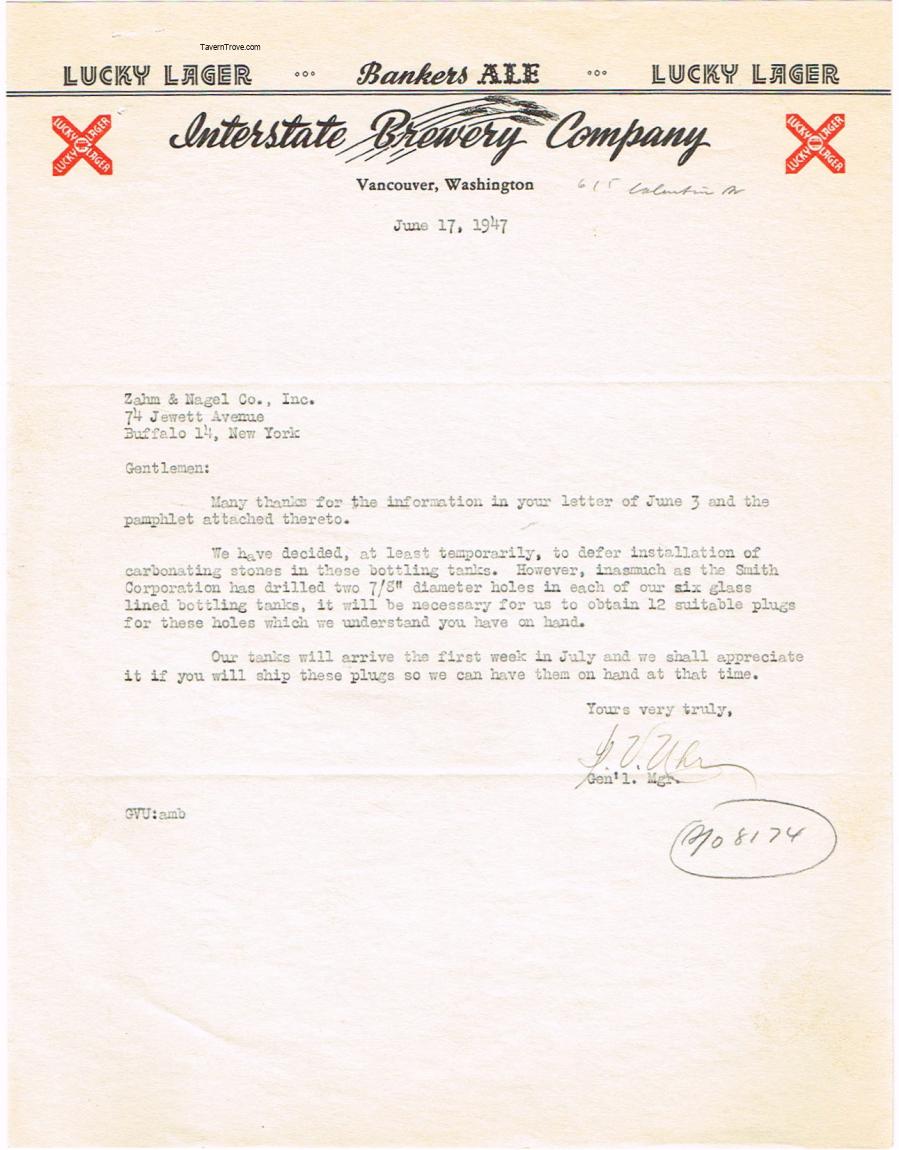 TavernTrove.com
LUCKY LAGER °°° Bankers ALE °°° LUCKY LAGER
LUCKY LAGER LUCKY LAGER
Interstate Brewery Company
LUCKY LAGER LUCKY LAGER
Vancouver, Washington 615
June 17, 1947
Zahm & Nagel Co., Inc.
74 Jewett Avenue
Buffalo 14, New York
Gentlemen:
Many thanks for the information in your letter of June 3 and the
pamphlet attached thereto.
We have decided, at least temporarily, to defer installation of
carbonating stones in these bottling tanks. However, inasmuch as the Smith
Corporation has drilled two 7/8" diameter holes in each of our six glass
lined bottling tanks, it will be necessary for us to obtain 12 suitable plugs
for these holes which we understand you have on hand.
Our tanks will arrive the first week in July and we shall appreciate
it if you will ship these plugs so we can have them on hand at that time.
Yours very truly,
Gen'l. Mgr.
GVU:amb
8174